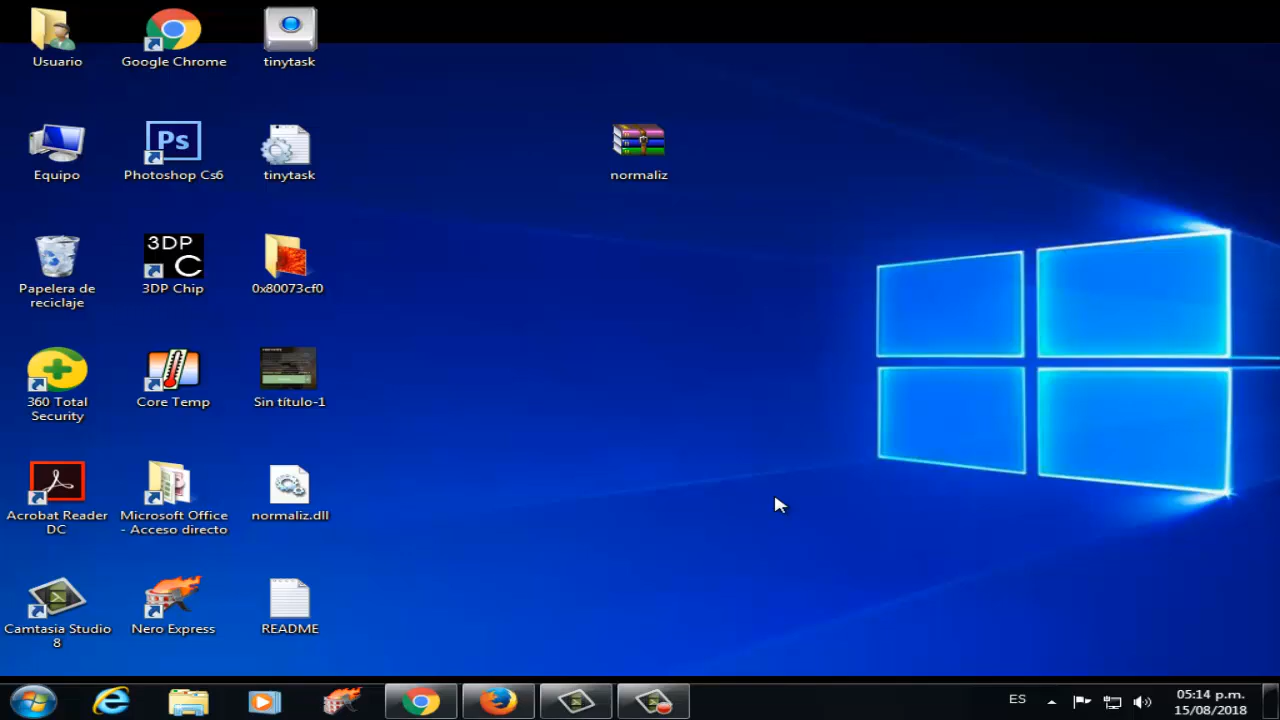 Usuario
Google Chrome
tinytask
Equipo
Ps
Photoshop Cs6
tinytask
normaliz
Papelera de
reciclaje
3DP
C
3DP Chip
0x80073cf0
360 Total
Security
Core Temp
Sin título-1
Acrobat Reader
DC
Microsoft Office
- Acceso directo
normaliz.dll
Camtasia Studio
8
Nero Express
README
ES
05:14 p.m.
15/08/2018